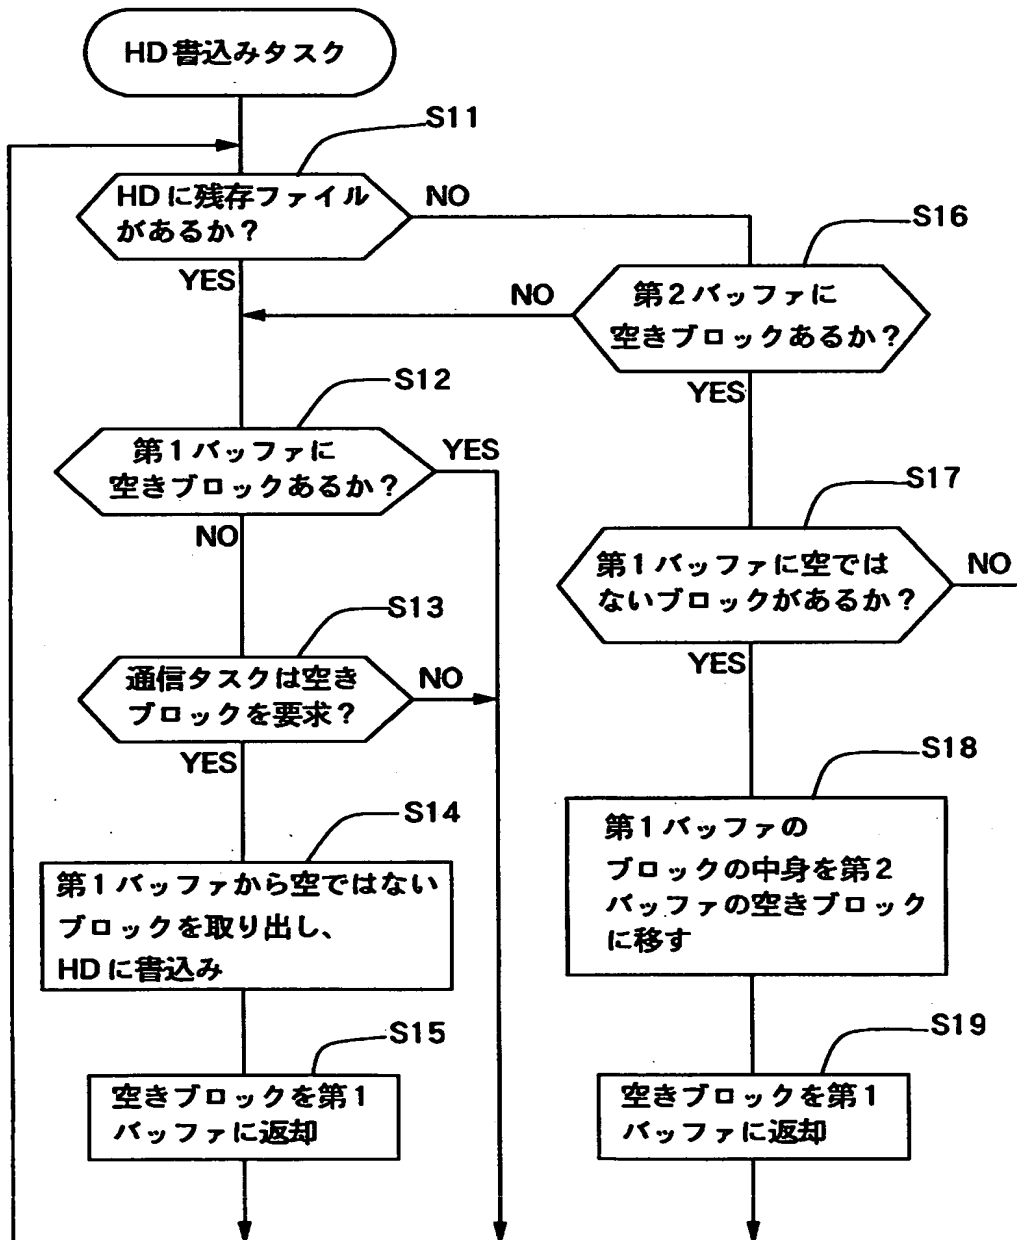 HD書込みタスク
S11
HDに残存ファイル
があるか?
NO
YES
S16
第2バッファに
空きブロックあるか?
NO
YES
S12
第1バッファに
空きブロックあるか?
YES
NO
S17
第1バッファに空では
ないブロックがあるか?
NO
YES
S13
通信タスクは空き
ブロックを要求?
NO
YES
S18
第1バッファの
ブロックの中身を第2
バッファの空きブロック
に移す
S14
第1バッファから空ではない
ブロックを取り出し、
HDに書込み
S15
空きブロックを第1
バッファに返却
S19
空きブロックを第1
バッファに返却